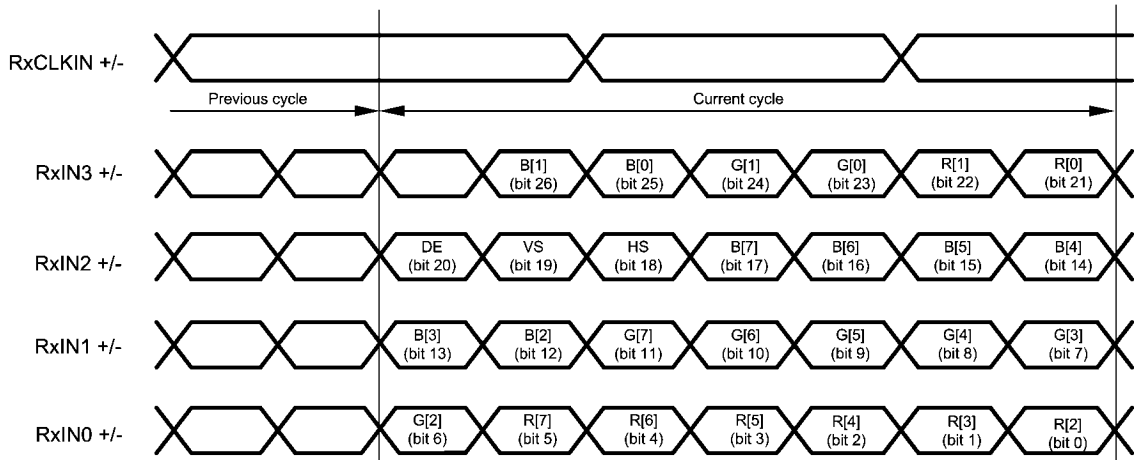 RxCLKIN +/-
Previous cycle
Current cycle
RxIN3 +/-
B[1]
(bit 26)
B[0]
(bit 25)
G[1]
(bit 24)
G[0]
(bit 23)
R[1]
(bit 22)
R[0]
(bit 21)
RxIN2 +/-
DE
(bit 20)
VS
(bit 19)
HS
(bit 18)
B[7]
(bit 17)
B[6]
(bit 16)
B[5]
(bit 15)
B[4]
(bit 14)
RxIN1 +/-
B[3]
(bit 13)
B[2]
(bit 12)
G[7]
(bit 11)
G[6]
(bit 10)
G[5]
(bit 9)
G[4]
(bit 8)
G[3]
(bit 7)
RxIN0 +/-
G[2]
(bit 6)
R[7]
(bit 5)
R[6]
(bit 4)
R[5]
(bit 3)
R[4]
(bit 2)
R[3]
(bit 1)
R[2]
(bit 0)